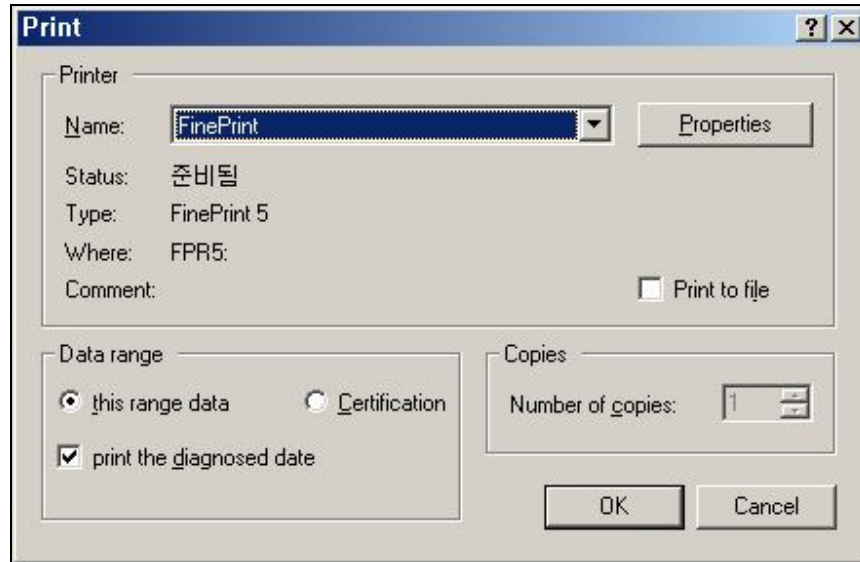 Print
Printer
Name: FinePrint Properties
Status: 준비됨
Type: FinePrint 5
Where: FPR5:
Comment: Print to file
Data range
this range data Certification
print the diagnosed date
Copies
Number of copies: 1
OK Cancel